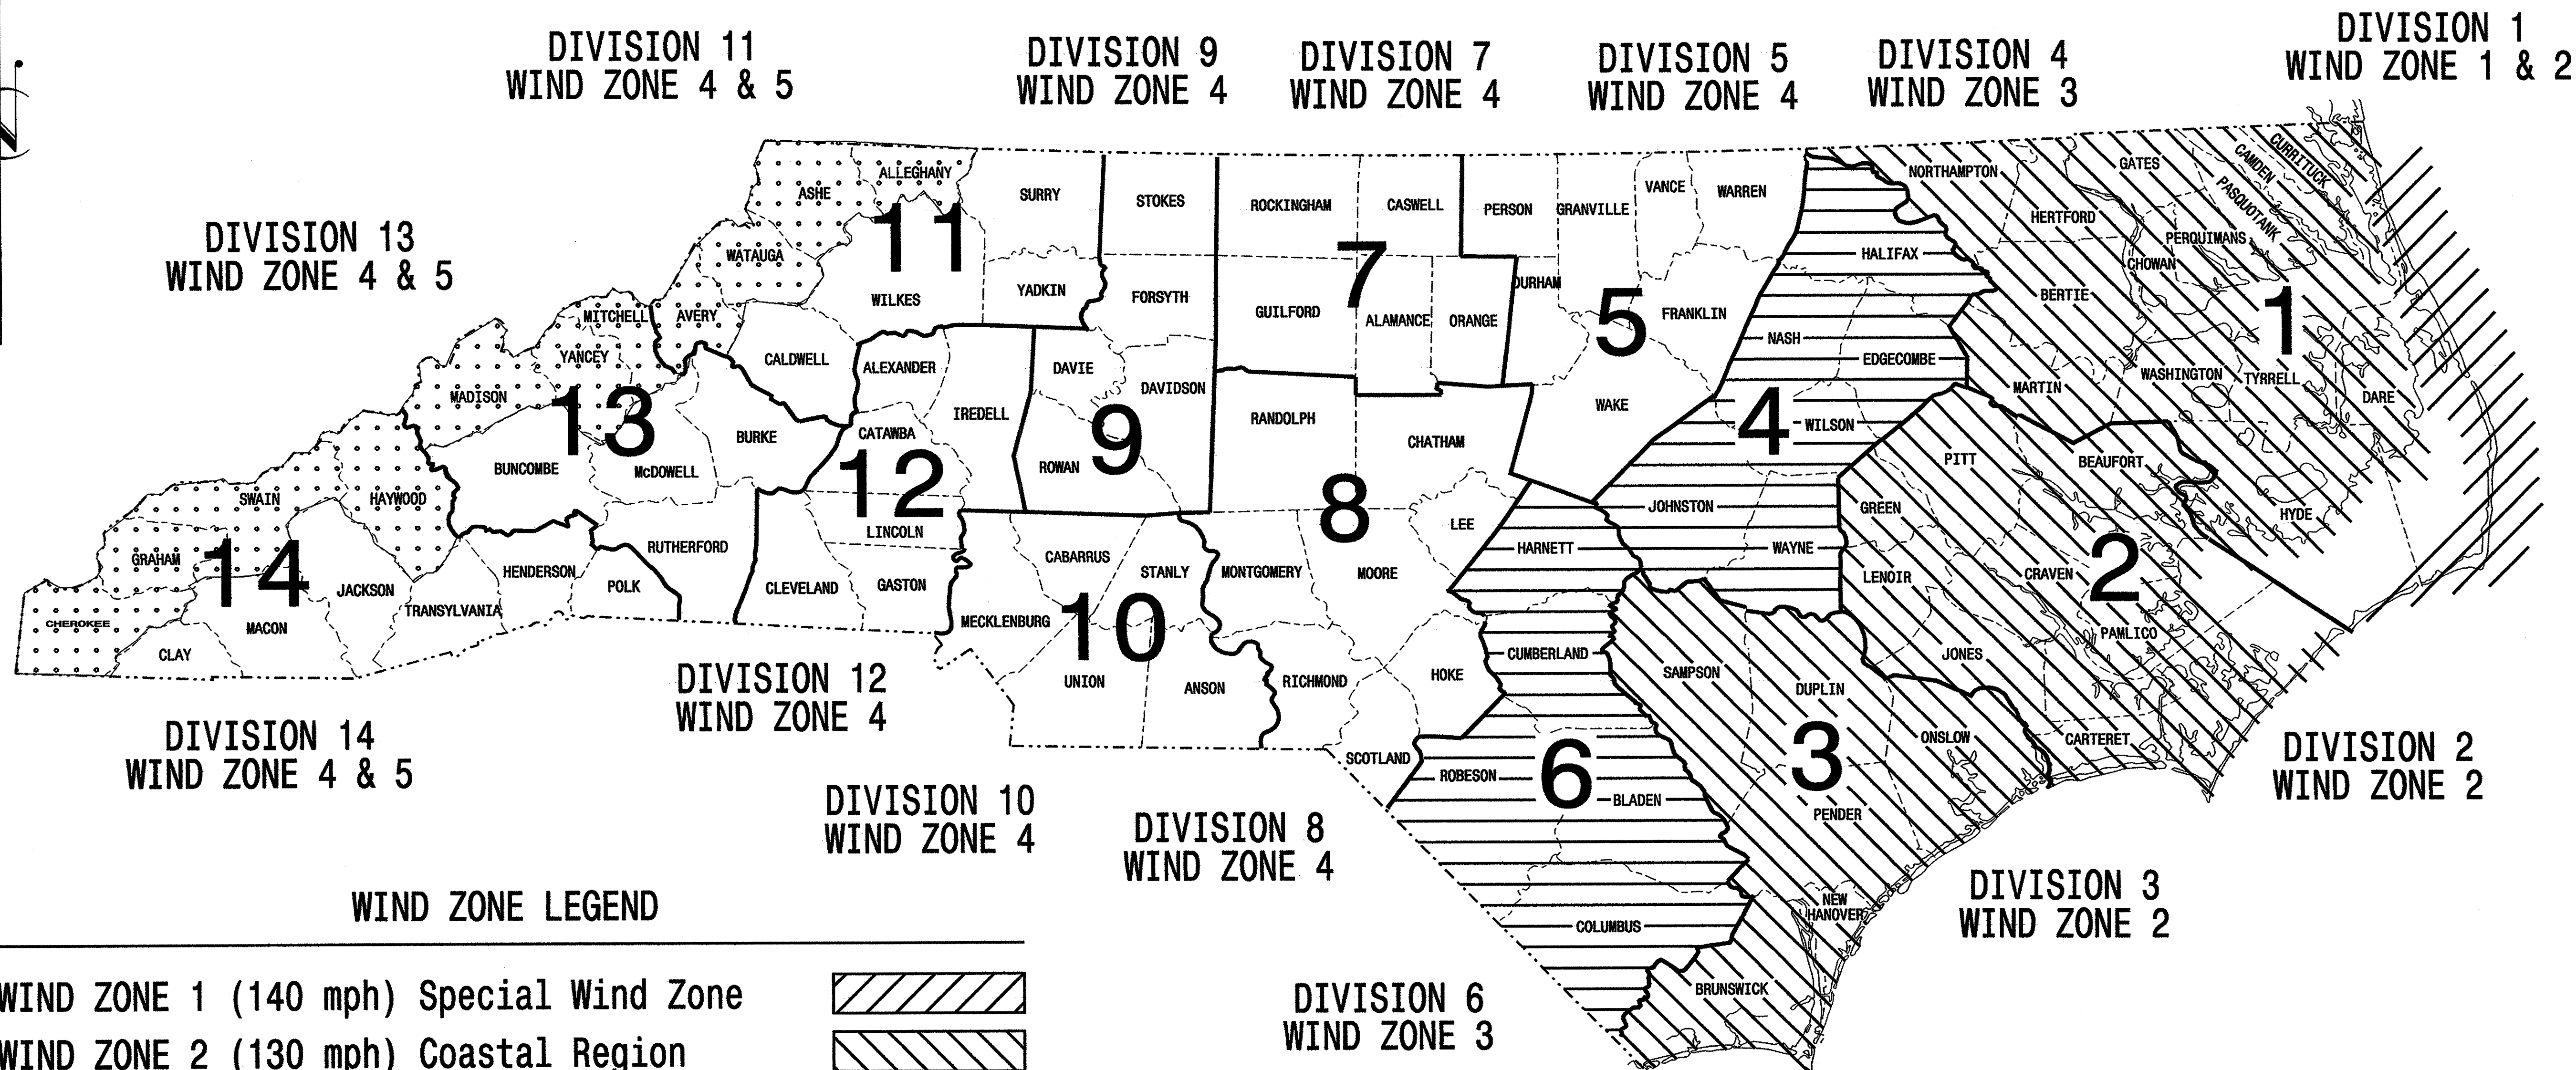 DIVISION 11
WIND ZONE 4 & 5
DIVISION 9
WIND ZONE 4
DIVISION 7
WIND ZONE 4
DIVISION 5
WIND ZONE 4
DIVISION 4
WIND ZONE 3
DIVISION 1
WIND ZONE 1 & 2
DIVISION 13
WIND ZONE 4 & 5
N
ASHE
ALLEGHANY
SURRY
STOKES
ROCKINGHAM
CASWELL
PERSON
GRANVILLE
VANCE
WARREN
NORTHAMPTON
GATES
CAMDEN
CURRITUCK
PASQUOTANK
HERTFORD
PERQUIMANS
CHOWAN
HALIFAX
BERTIE
11
WATAUGA
WILKES
YADKIN
FORSYTH
7
GUILFORD
ALAMANCE
ORANGE
DURHAM
5
FRANKLIN
NASH
EDGECOMBE
1
MITCHELL
AVERY
YANCEY
CALDWELL
ALEXANDER
DAVIE
DAVIDSON
MARTIN
WASHINGTON
TYRRELL
DARE
MADISON
13
BURKE
IREDELL
CATAWBA
9
ROWAN
RANDOLPH
CHATHAM
WAKE
4
WILSON
PITT
BEAUFORT
BUNCOMBE
McDOWELL
12
LINCOLN
8
LEE
JOHNSTON
GREEN
HYDE
SWAIN
HAYWOOD
GRAHAM
14
JACKSON
HENDERSON
RUTHERFORD
POLK
CLEVELAND
GASTON
CABARRUS
STANLY
MONTGOMERY
MOORE
HARNETT
WAYNE
LENOIR
CRAVEN
2
CHEROKEE
MACON
TRANSYLVANIA
CLAY
MECKLENBURG
10
UNION
ANSON
RICHMOND
HOKE
CUMBERLAND
SAMPSON
DUPLIN
JONES
PAMLICO
SCOTLAND
ROBESON
6
BLADEN
3
PENDER
ONSLOW
CARTERET
COLUMBUS
NEW
HANOVER
BRUNSWICK
DIVISION 12
WIND ZONE 4
DIVISION 14
WIND ZONE 4 & 5
DIVISION 2
WIND ZONE 2
DIVISION 10
WIND ZONE 4
DIVISION 8
WIND ZONE 4
DIVISION 3
WIND ZONE 2
DIVISION 6
WIND ZONE 3
WIND ZONE LEGEND
WIND ZONE 1 (140 mph) Special Wind Zone
WIND ZONE 2 (130 mph) Coastal Region